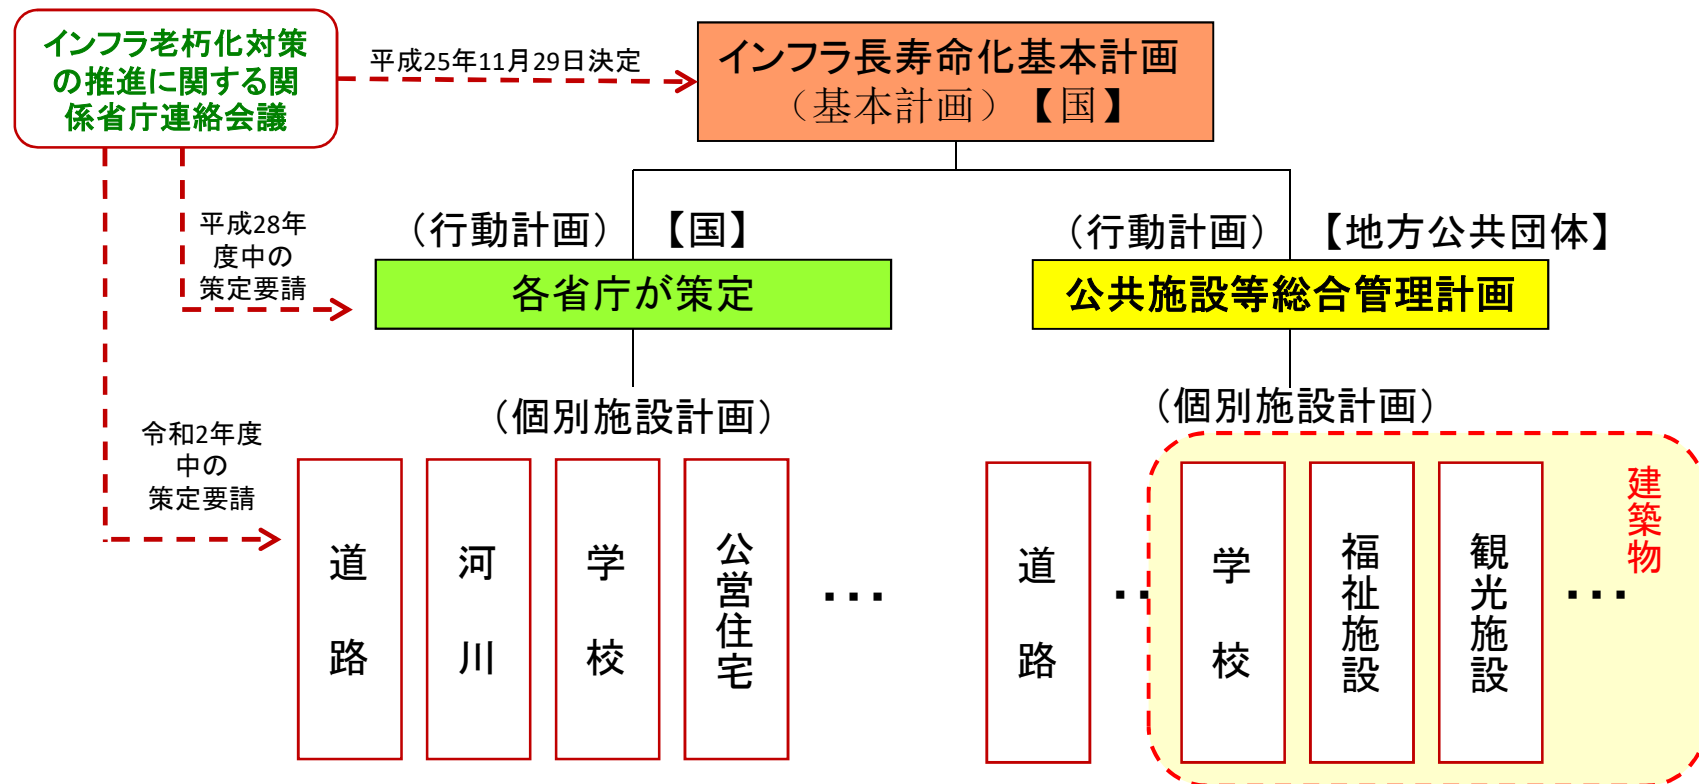 インフラ老朽化対策
の推進に関する関
係省庁連絡会議
平成25年11月29日決定
インフラ長寿命化基本計画
（基本計画）【国】
平成28年
度中の
策定要請
（行動計画）　【国】
各省庁が策定
（行動計画）　【地方公共団体】
公共施設等総合管理計画
（個別施設計画）
（個別施設計画）
令和2年度
中の
策定要請
道路
河川
学校
公営住宅
・・・
道路
・・
学校
福祉施設
観光施設
・・・
建築物